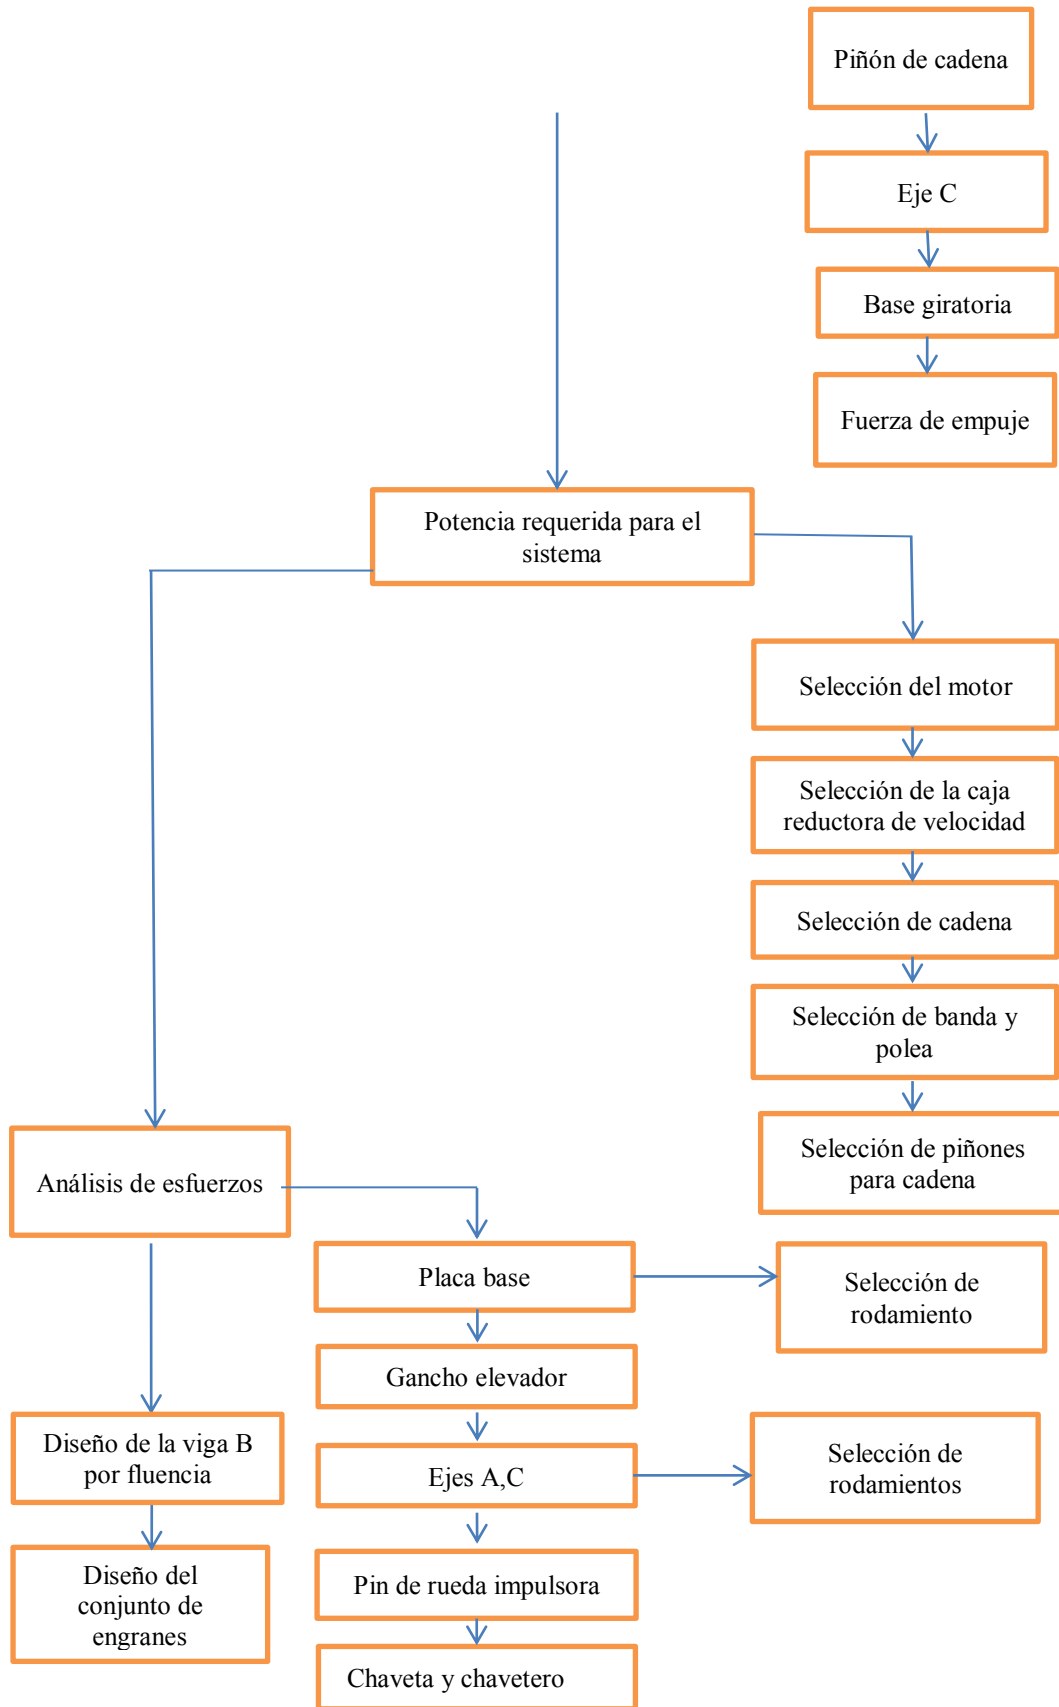 Piñón de cadena
Eje C
Base giratoria
Fuerza de empuje
Potencia requerida para el
sistema
Selección del motor
Selección de la caja
reductora de velocidad
Selección de cadena
Selección de banda y
polea
Selección de piñones
para cadena
Análisis de esfuerzos
Placa base
Selección de
rodamiento
Gancho elevador
Diseño de la viga B
por fluencia
Ejes A,C
Selección de
rodamientos
Diseño del
conjunto de
engranes
Pin de rueda impulsora
Chaveta y chavetero